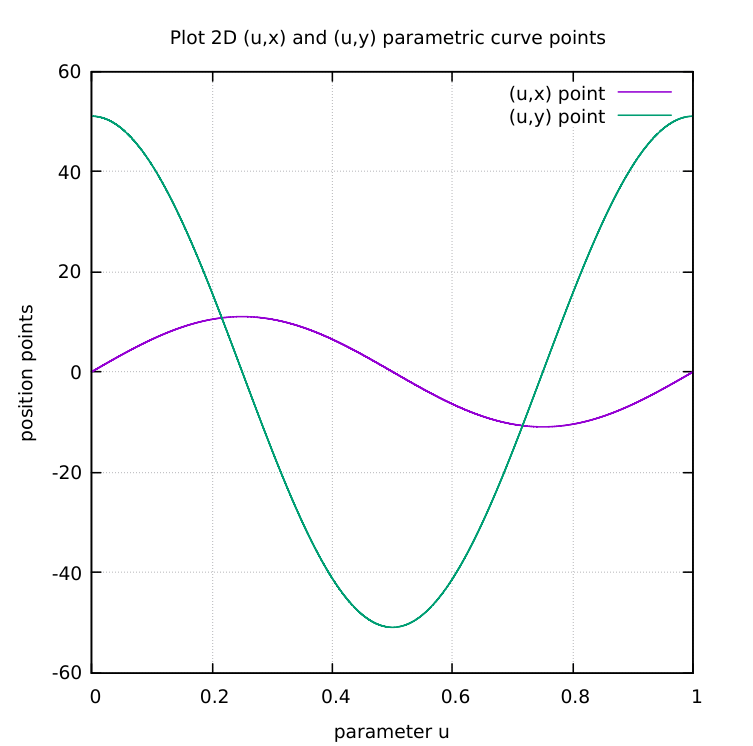 Plot 2D (u,x) and (u,y) parametric curve points
(u,x) point
(u,y) point
60
40
20
0
-20
-40
-60
position points
0 0.2 0.4 0.6 0.8 1
parameter u